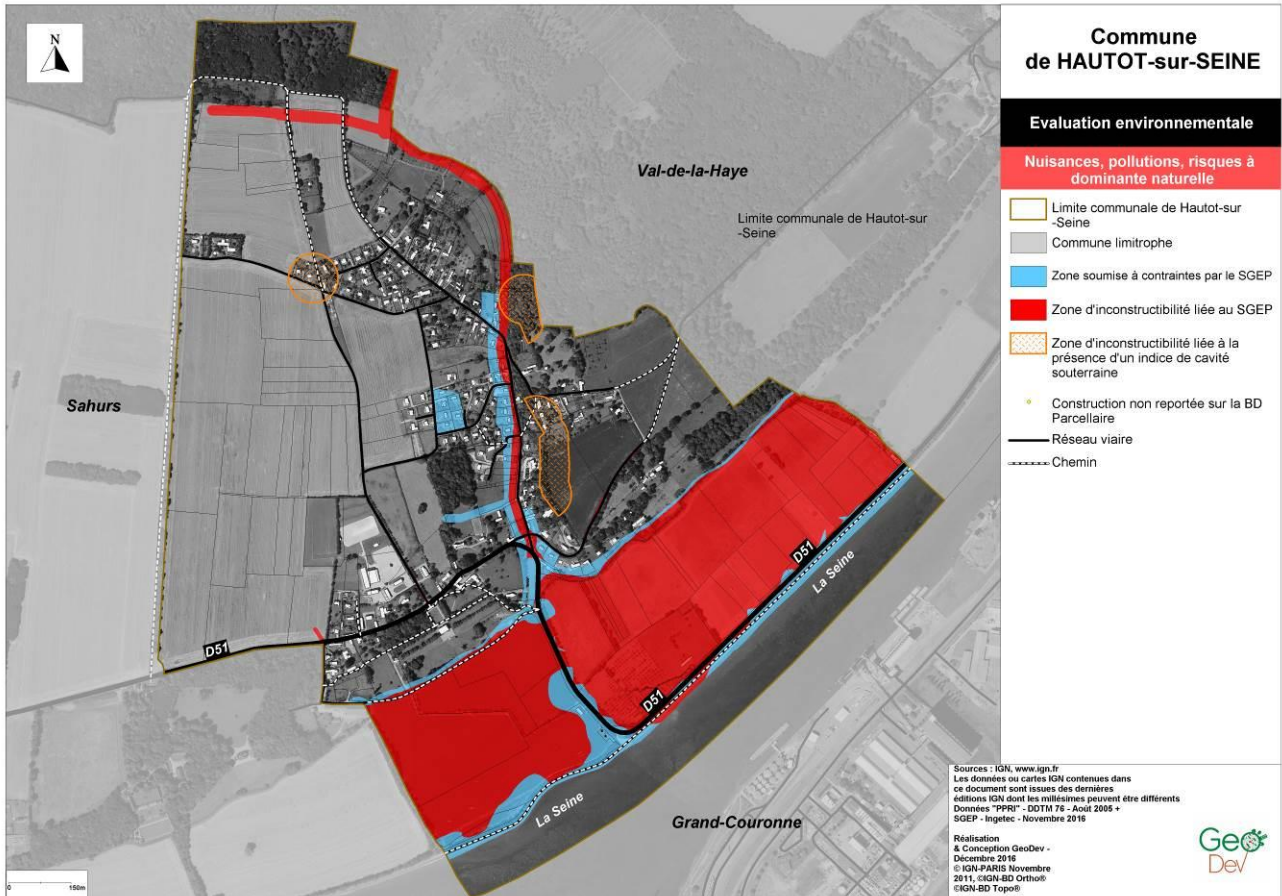 N
Val-de-la-Haye
Limite communale de Hautot-sur
-Seine
Sahurs
D51
D51
D51
La Seine
La Seine
Grand-Couronne
0 150m
Commune
de HAUTOT-sur-SEINE
Evaluation environnementale
Nuisances, pollutions, risques à
dominante naturelle
Limite communale de Hautot-sur
-Seine
Commune limitrophe
Zone soumise à contraintes par le SGEP
Zone d'inconstructibilité liée au SGEP
Zone d'inconstructibilité liée à la
présence d'un indice de cavité
souterraine
Construction non reportée sur la BD
Parcellaire
Réseau viaire
Chemin
Sources : IGN, www.ign.fr
Les données ou cartes IGN contenues dans
ce document sont issues des dernières
éditions IGN dont les millésimes peuvent être différents
Données "PPRI" - DDTM 76 - Août 2006 +
SGEP - Ingetec - Novembre 2016
Réalisation
& Conception GeoDev -
Décembre 2016
© IGN-PARIS Novembre
2011, ©IGN-BD Ortho®
©IGN-BD Topo®
Geo
Dev